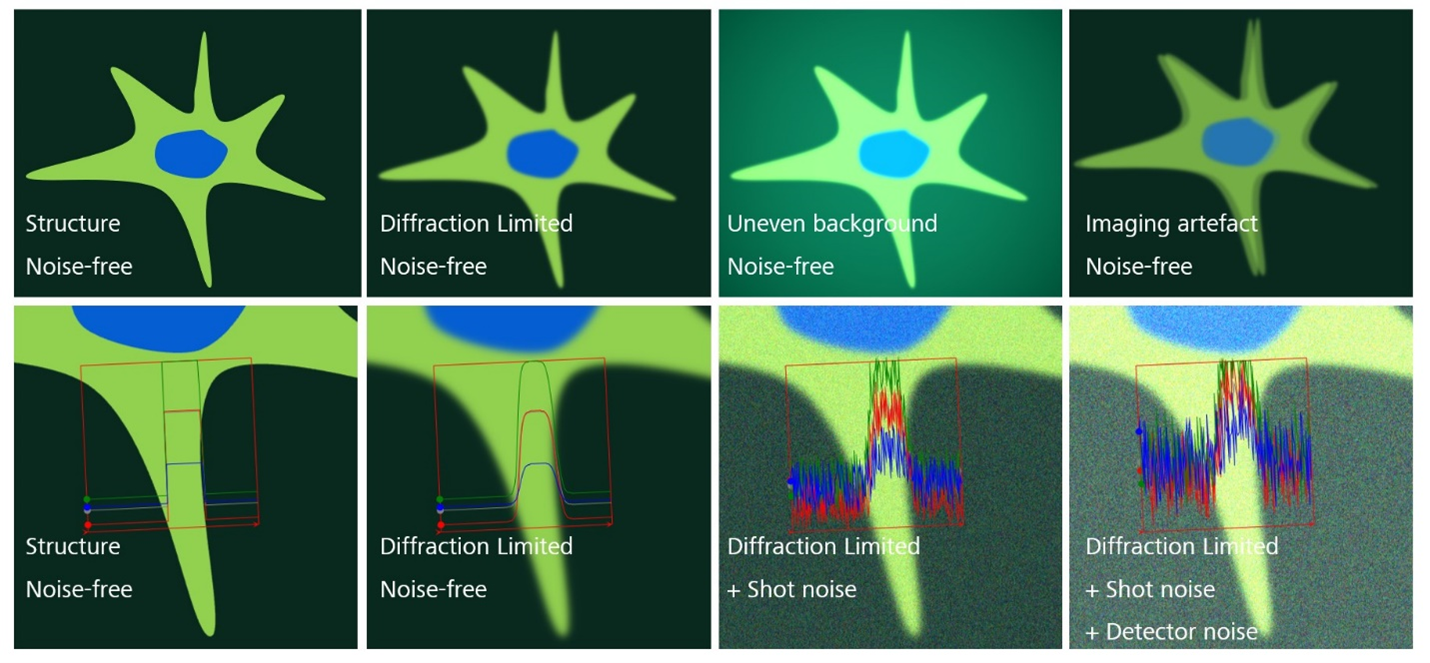 Structure
Noise-free
Diffraction Limited
Noise-free
Uneven background
Noise-free
Imaging artefact
Noise-free
Structure
Noise-free
Diffraction Limited
Noise-free
Diffraction Limited
+ Shot noise
Diffraction Limited
+ Shot noise
+ Detector noise